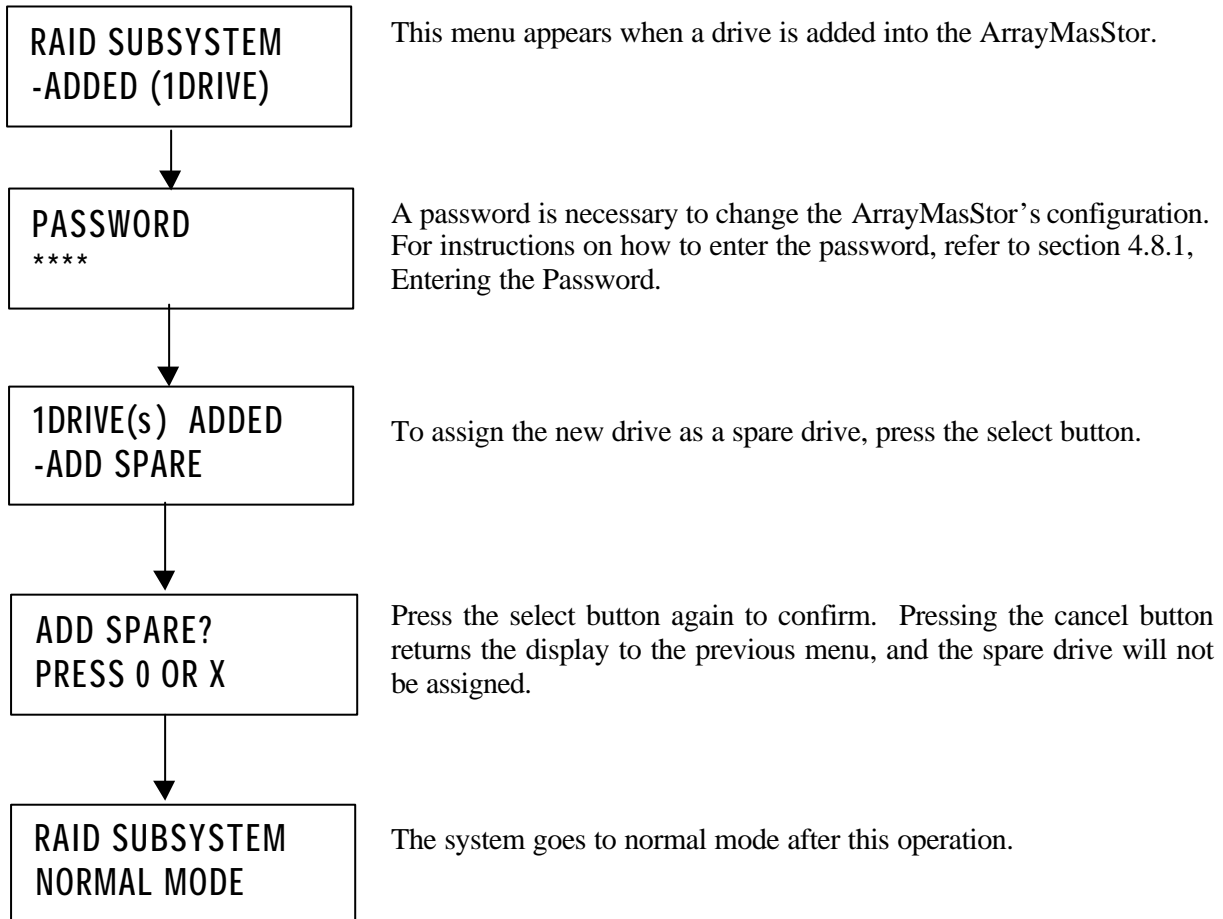 RAID SUBSYSTEM
-ADDED (1DRIVE)
This menu appears when a drive is added into the ArrayMasStor.
PASSWORD
****
A password is necessary to change the ArrayMasStor’s configuration.
For instructions on how to enter the password, refer to section 4.8.1,
Entering the Password.
1DRIVE(s) ADDED
-ADD SPARE
To assign the new drive as a spare drive, press the select button.
ADD SPARE?
PRESS 0 OR X
Press the select button again to confirm. Pressing the cancel button
returns the display to the previous menu, and the spare drive will not
be assigned.
RAID SUBSYSTEM
NORMAL MODE
The system goes to normal mode after this operation.